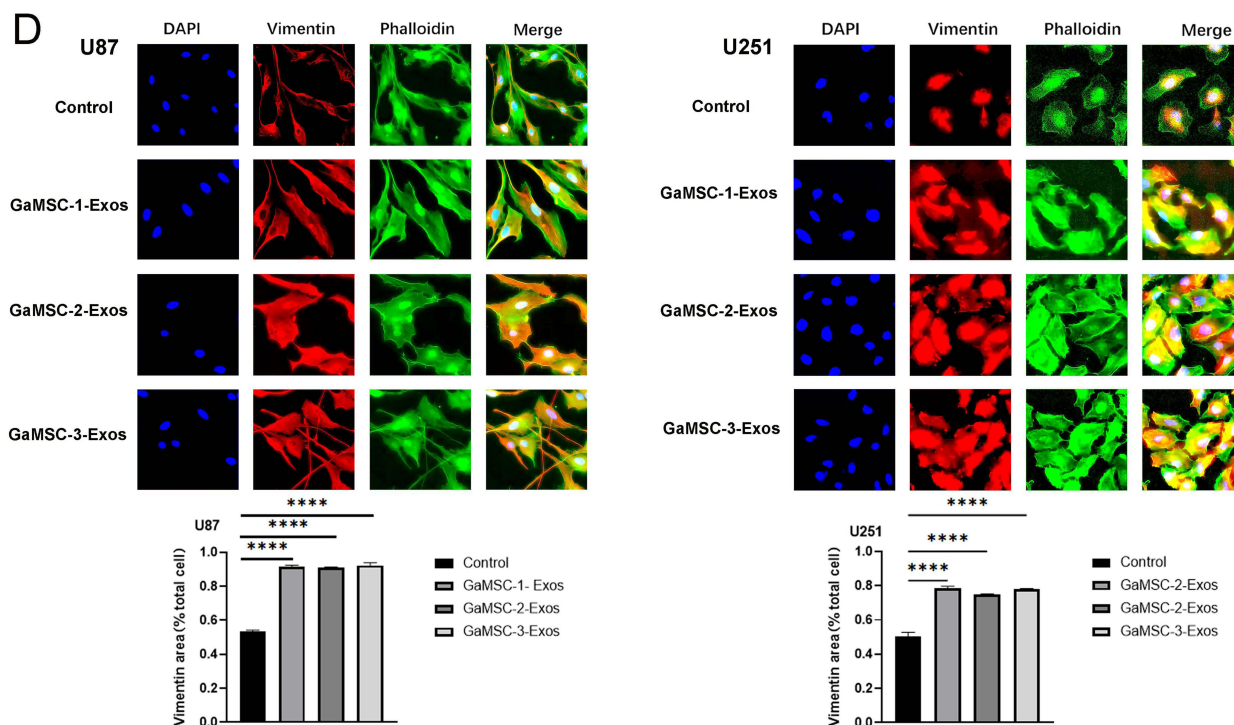 D
U87
DAPI Vimentin Phalloidin Merge
Control
GaMSC-1-Exos
GaMSC-2-Exos
GaMSC-3-Exos
U251
DAPI Vimentin Phalloidin Merge
Control
GaMSC-1-Exos
GaMSC-2-Exos
GaMSC-3-Exos
U87
****
****
****
Vimentin area(% total cell)
1.0
0.8
0.6
0.4
0.2
0.0
Control
GaMSC-1- Exos
GaMSC-2-Exos
GaMSC-3-Exos
U251
****
****
****
Vimentin area(% total cell)
1.0
0.8
0.6
0.4
0.2
0.0
Control
GaMSC-2-Exos
GaMSC-2-Exos
GaMSC-3-Exos